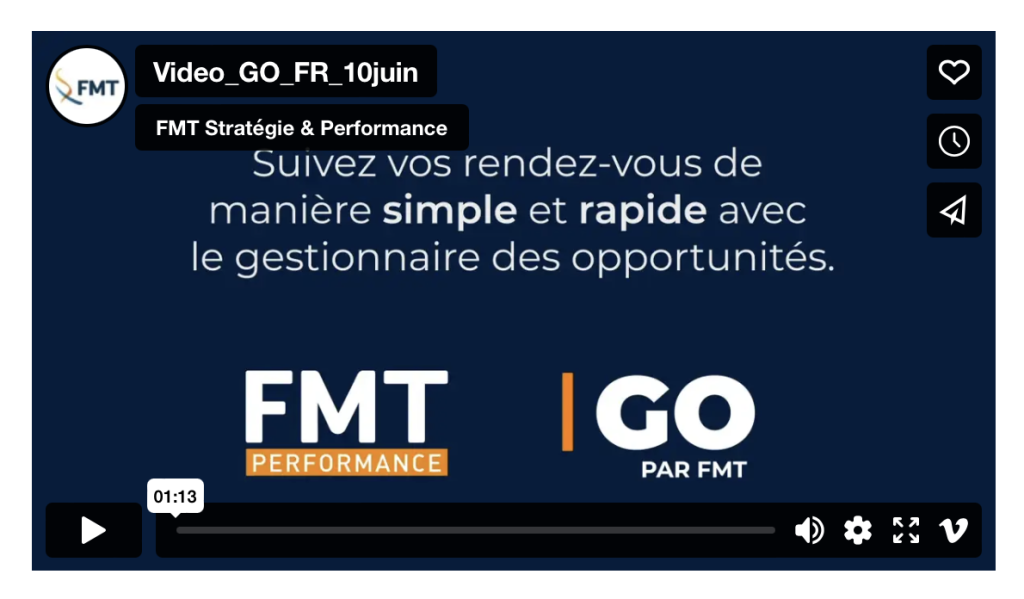 FMT
Video_GO_FR_10juin
FMT Stratégie & Performance
Suivez vos rendez-vous de
manière simple et rapide avec
le gestionnaire des opportunités.
FMT
PERFORMANCE
GO
PAR FMT
01:13